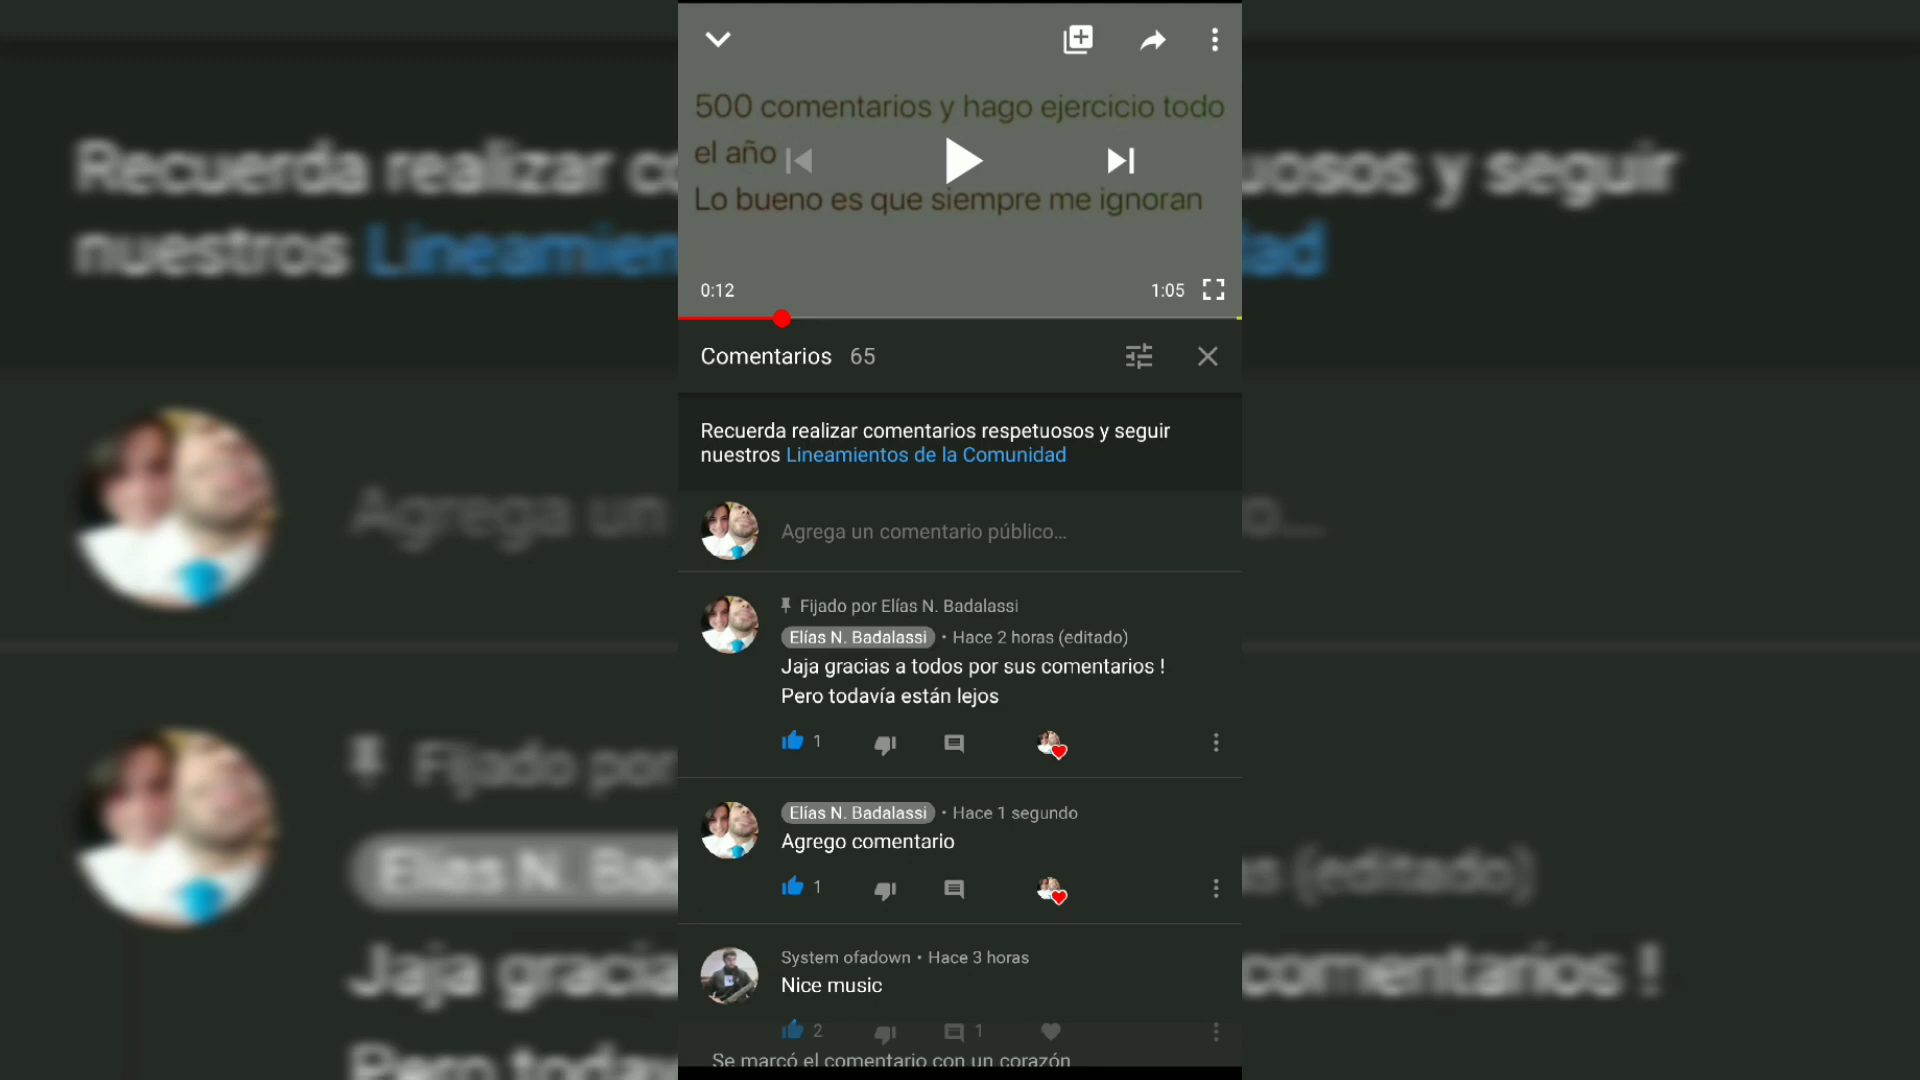 500 comentarios y hago ejercicio todo
el año
Lo bueno es que siempre me ignoran
0:12
1:05
Comentarios 65
Recuerda realizar comentarios respetuosos y seguir
nuestros Lineamientos de la Comunidad
Agrega un comentario público...
Fijado por Elías N. Badalassi
Elías N. Badalassi • Hace 2 horas (editado)
Jaja gracias a todos por sus comentarios !
Pero todavía están lejos
1
Elías N. Badalassi • Hace 1 segundo
Agrego comentario
1
System ofadown • Hace 3 horas
Nice music
2 1
Se marcó el comentario con un corazón